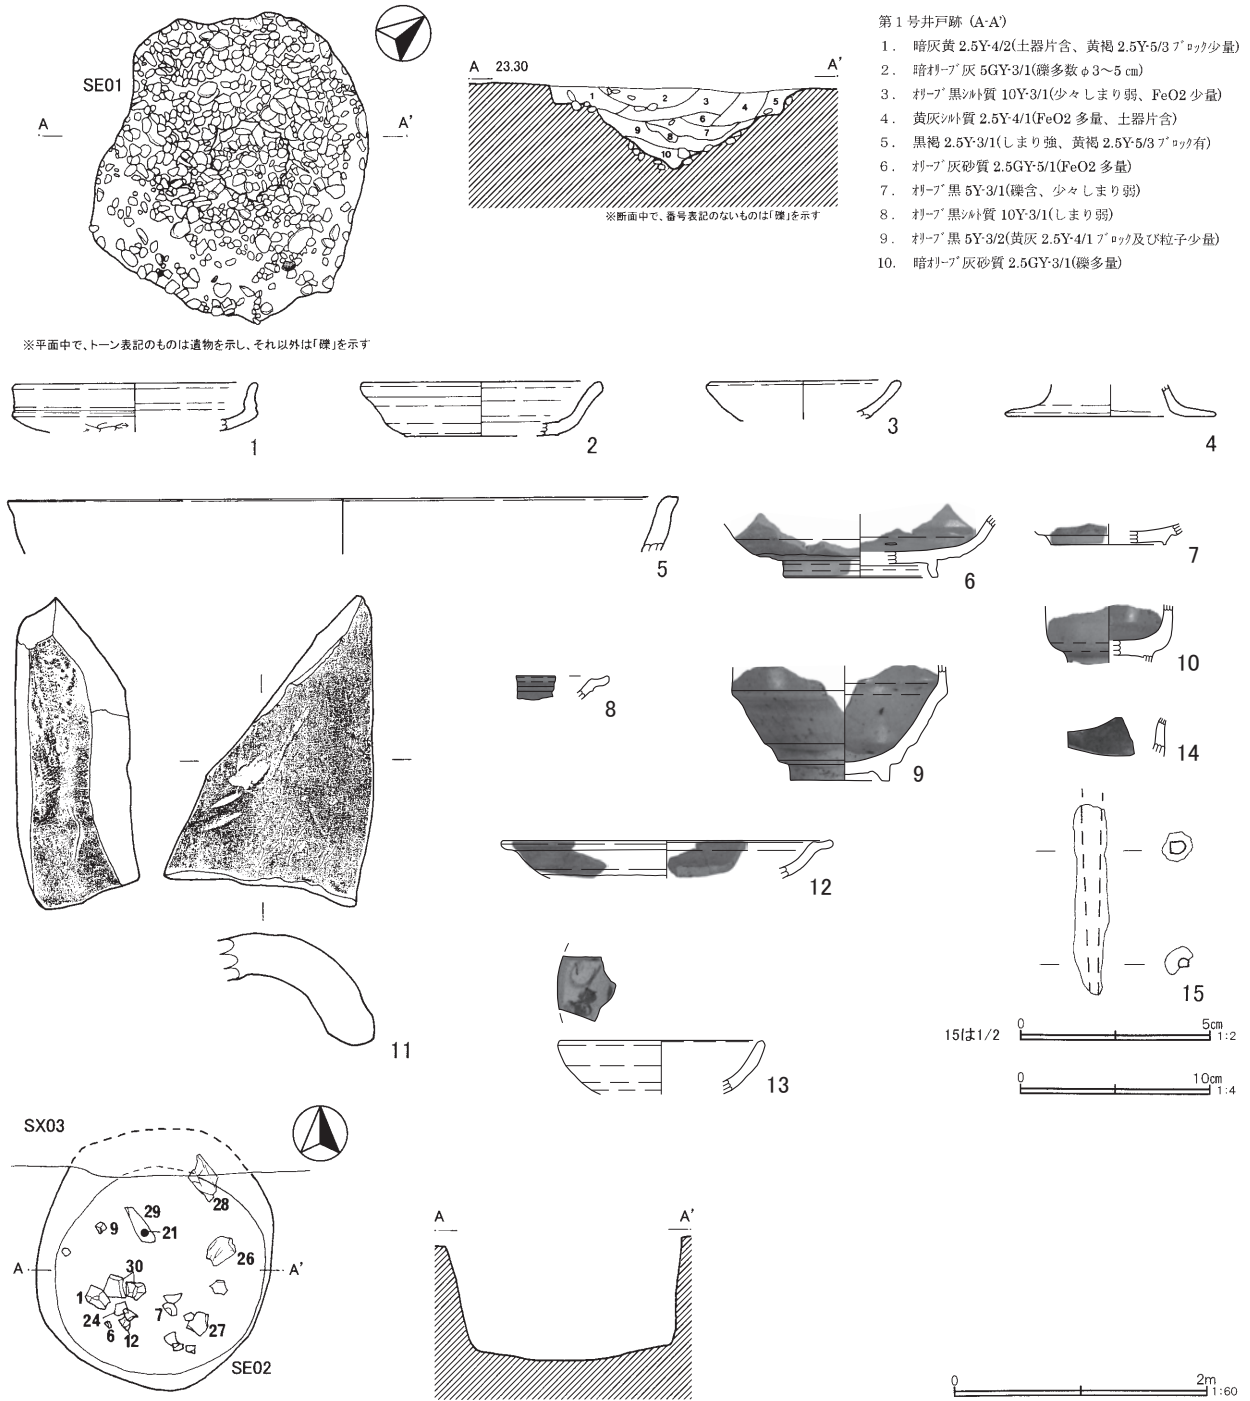 第1号井戸跡 (A-A')
1. 暗灰黄 2.5Y-4/2(土器片含、黄褐 2.5Y-5/3 ﾌﾞﾛｯｸ少量)
2. 暗ｵﾘｰﾌﾞ灰 5GY-3/1(礫多数φ3～5㎝)
3. ｵﾘｰﾌﾞ黒ｼﾙﾄ質 10Y-3/1(少々しまり弱、FeO2 少量)
4. 黄灰ｼﾙﾄ質 2.5Y-4/1(FeO2 多量、土器片含)
5. 黒褐 2.5Y-3/1(しまり強、黄褐 2.5Y-5/3 ﾌﾞﾛｯｸ有)
6. ｵﾘｰﾌﾞ灰砂質 2.5GY-5/1(FeO2 多量)
7. ｵﾘｰﾌﾞ黒 5Y-3/1(礫含、少々しまり弱)
8. ｵﾘｰﾌﾞ黒ｼﾙﾄ質 10Y-3/1(しまり弱)
9. ｵﾘｰﾌﾞ黒 5Y-3/2(黄灰 2.5Y-4/1 ﾌﾞﾛｯｸ及び粒子少量)
10. 暗ｵﾘｰﾌﾞ灰砂質 2.5GY-3/1(礫多量)
SE01
A A'
A 23.30 A'
1 2 3 4 5
6
9 8 7
10
※断面中で、番号表記のないものは「礫」を示す
※平面中で、トーン表記のものは遺物を示し、それ以外は「礫」を示す
1 2 3 4
5 6 7
8 9 10
14
12
15
11 13
15は1/2 0 5㎝ 1:2
0 10㎝ 1:4
SX03
28
29
9 21
26
A A'
30
1
24 7
6 12 27
SE02
A A'
0 2m 1:60